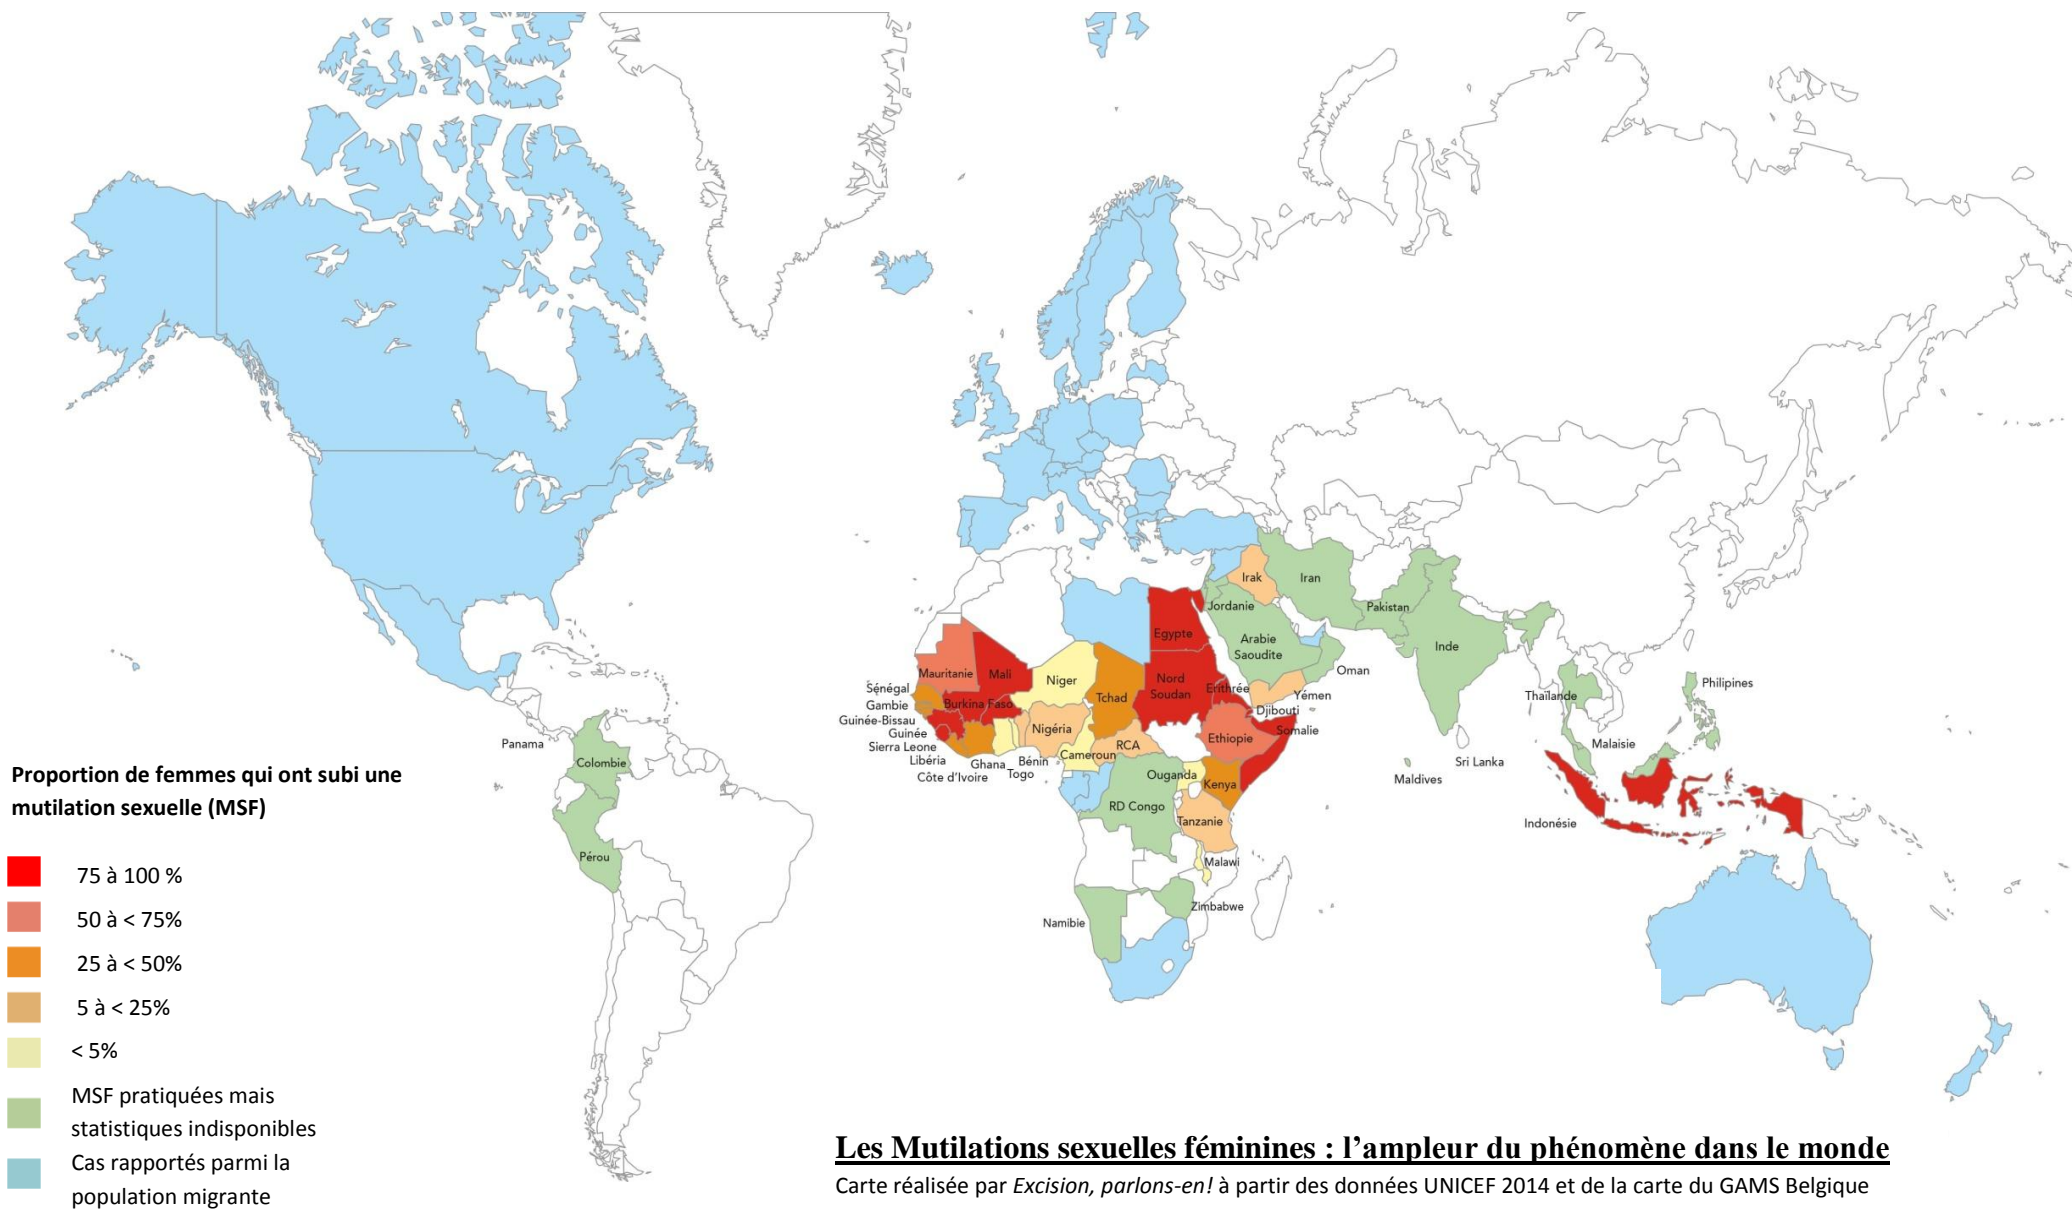 Irak
Iran
Jordanie
Pakistan
Egypte
Arabie
Saoudite
Inde
Oman
Mauritanie
Mali
Niger
Tchad
Nord
Soudan
Erithrée
Yémen
Thaïlande
Philipines
Sénégal
Gambie
Burkina Faso
Djibouti
Guinée-Bissau
Guinée
Nigéria
Somalie
Sierra Leone
RCA
Ethiopie
Panama
Malaisie
Libéria
Cameroun
Ghana
Bénin
Togo
Côte d’Ivoire
Colombie
Ouganda
Kenya
Sri Lanka
Maldives
RD Congo
Tanzanie
Indonésie
Pérou
Malawi
Zimbabwe
Namibie
Proportion de femmes qui ont subi une
mutilation sexuelle (MSF)
75 à 100 %
50 à < 75%
25 à < 50%
5 à < 25%
< 5%
MSF pratiquées mais
statistiques indisponibles
Cas rapportés parmi la
population migrante
Les Mutilations sexuelles féminines : l’ampleur du phénomène dans le monde
Carte réalisée par Excision, parlons-en! à partir des données UNICEF 2014 et de la carte du GAMS Belgique